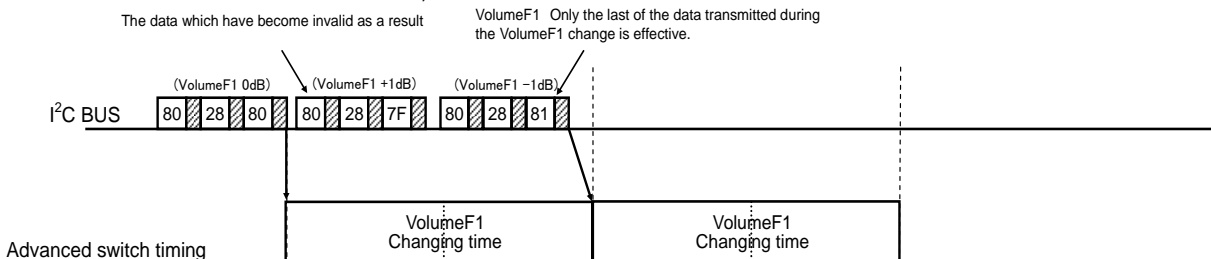 The data which have become invalid as a result
VolumeF1 Only the last of the data transmitted during
the VolumeF1 change is effective.
(VolumeF1 0dB)
(VolumeF1 +1dB)
(VolumeF1 −1dB)
I2C BUS
80 28 80
80 28 7F
80 28 81
VolumeF1
Changing time
VolumeF1
Changing time
Advanced switch timing